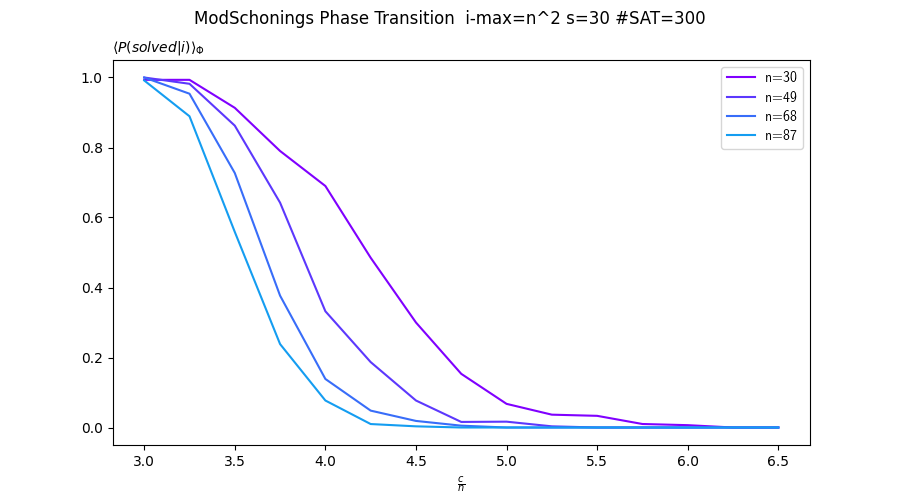 ModSchonings Phase Transition  i-max=n^2 s=30 #SAT=300
⟨P(solved|i)⟩Φ
1.0
0.8
0.6
0.4
0.2
0.0
n=30
n=49
n=68
n=87
3.0 3.5 4.0 4.5 5.0 5.5 6.0 6.5
c/n